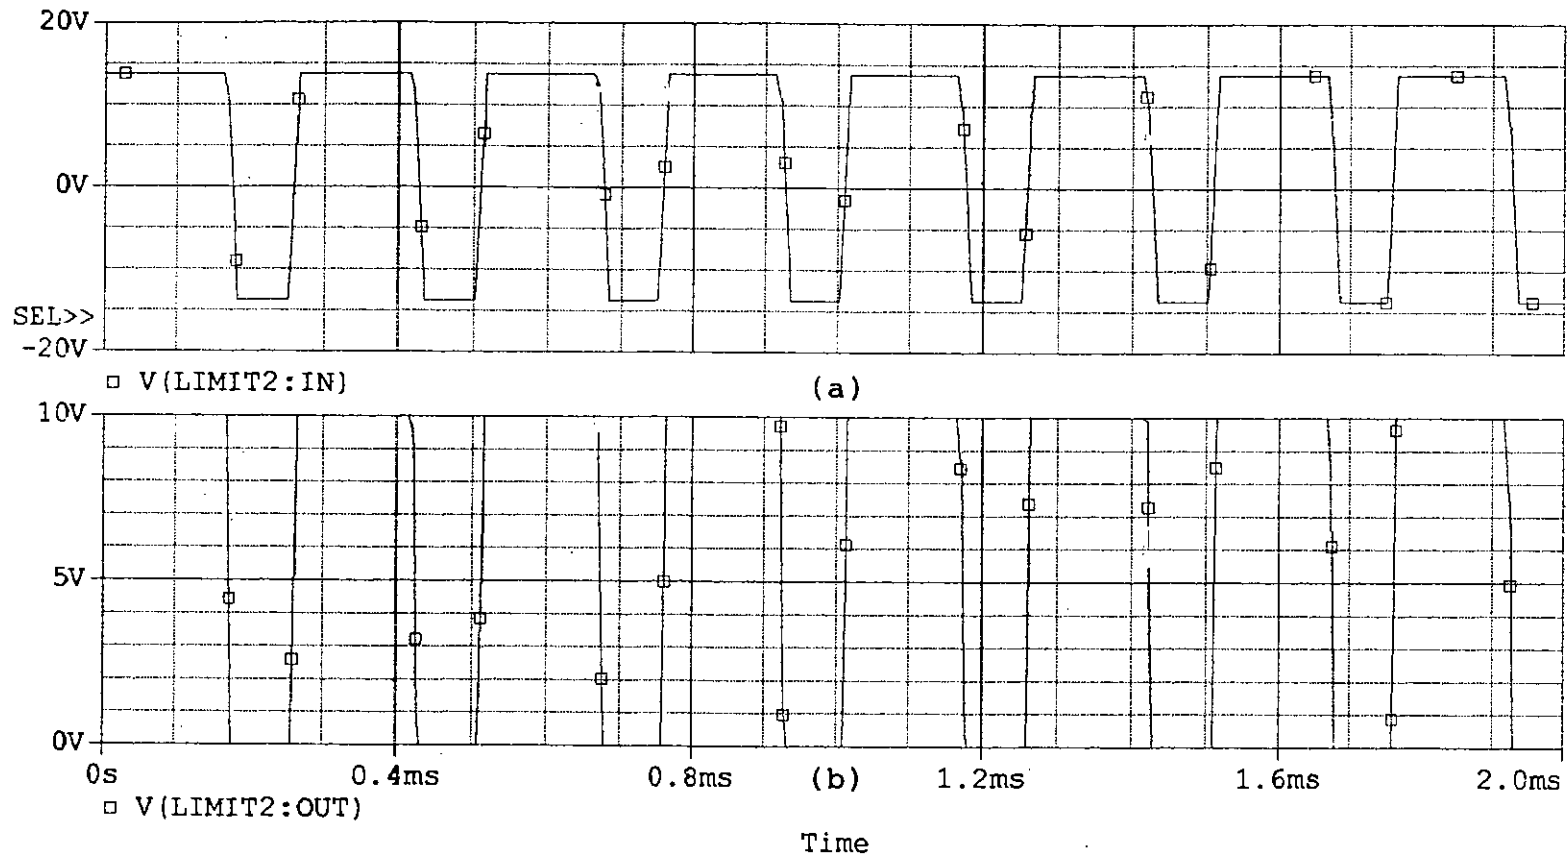 20V
0V
SEL>>
-20V
V(LIMIT2:IN)
(a)
10V
5V
0V
0s
0.4ms
0.8ms
(b)
1.2ms
1.6ms
2.0ms
V(LIMIT2:OUT)
Time